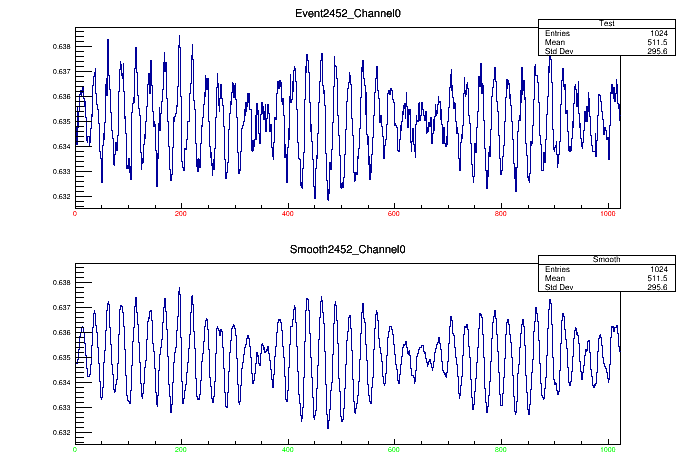 Event2452_Channel0
Test
Entries 1024
Mean 511.5
Std Dev 295.6
0.638
0.637
0.636
0.635
0.634
0.633
0.632
0 200 400 600 800 1000
Smooth2452_Channel0
Smooth
Entries 1024
Mean 511.5
Std Dev 295.6
0.638
0.637
0.636
0.635
0.634
0.633
0.632
0 200 400 600 800 1000